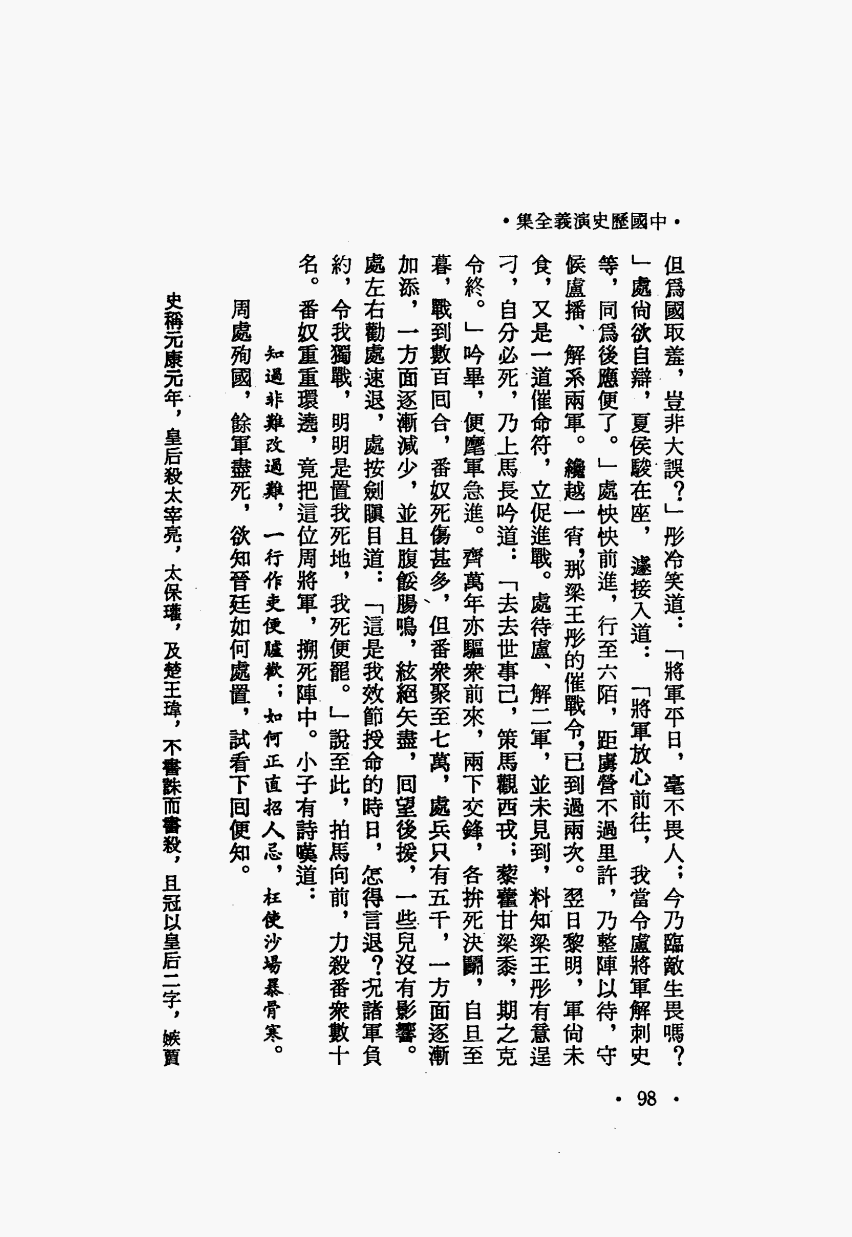 •中國歷史演義全集•
但爲國取羞，豈非大誤？」彤冷笑道：「將軍平日，毫不畏人；今乃臨敵生畏嗎？
」處尙欲自辯，夏侯駿在座，遽接入道：「將軍放心前往，我當令盧將軍解刺史
等，同爲後應便了。」處怏怏前進，行至六陌，距虜營不過里許，乃整陣以待，守
候盧播、解系兩軍。纔越一宵，那梁王彤的催戰令，已到過兩次。翌日黎明，軍尙未
食，又是一道催命符，立促進戰。處待盧、解二軍，並未見到，料知梁王彤有意逞
刁，自分必死，乃上馬長吟道：「去去世事已，策馬觀西戎；藜藿甘粱黍，期之克
令終。」吟畢，便麾軍急進。齊萬年亦驅衆前來，兩下交鋒，各拚死決鬭，自旦至
暮，戰到數百回合，番奴死傷甚多，但番衆聚至七萬，處兵只有五千，一方面逐漸
加添，一方面逐漸減少，並且腹餒腸鳴，絃絕矢盡，回望後援，一些兒沒有影響。
處左右勸處速退，處按劍瞋目道：「這是我效節授命的時日，怎得言退？況諸軍負
約，令我獨戰，明明是置我死地，我死便罷。」說至此，拍馬向前，力殺番衆數十
名。番奴重重環遶，竟把這位周將軍，搠死陣中。小子有詩嘆道：
知過非難改過難，一行作吏便臚歡；如何正直招人忌，枉使沙場暴骨寒。
周處殉國，餘軍盡死，欲知晉廷如何處置，試看下回便知。
史稱元康元年，皇后殺太宰亮，太保瓘，及楚王瑋，不書誅而書殺，且冠以皇后二字，嫉賈
• 98 •